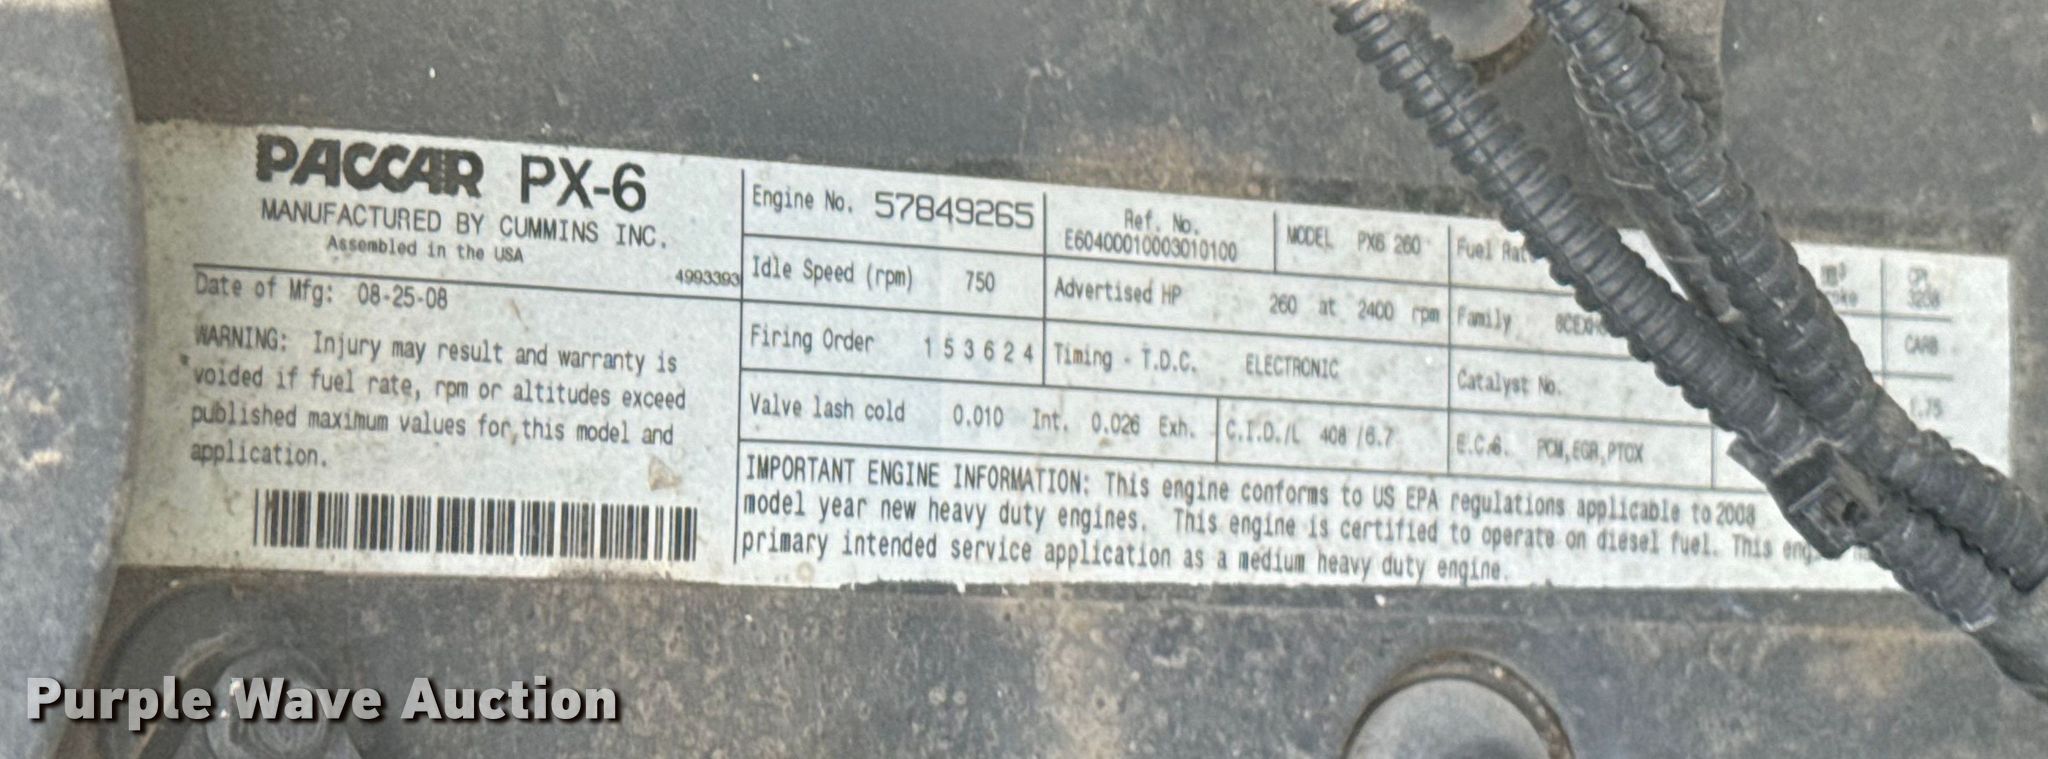 PACCAR PX-6
MANUFACTURED BY CUMMINS INC.
Assembled in the USA
4993393
Date of Mfg: 08-25-08
WARNING: Injury may result and warranty is
voided if fuel rate, rpm or altitudes exceed
published maximum values for this model and
application.
Engine No. 57849265
Ref. No.
E60400010003010100
MODEL PX6 260
Fuel
Idle Speed (rpm) 750
Advertised HP 260 at 2400 rpm
Family
Firing Order 1 5 3 6 2 4
Timing - T.D.C. ELECTRONIC
Catalyst No.
Valve lash cold 0.010 Int. 0.026 Exh.
C.I.D./L 408 /6.7
E.C.S. PCM,EGR,PTOX
mm³
CPL
CARB
IMPORTANT ENGINE INFORMATION: This engine conforms to US EPA regulations applicable to 2008
model year new heavy duty engines. This engine is certified to operate on diesel fuel. This
primary intended service application as a medium heavy duty engine.
Purple Wave Auction